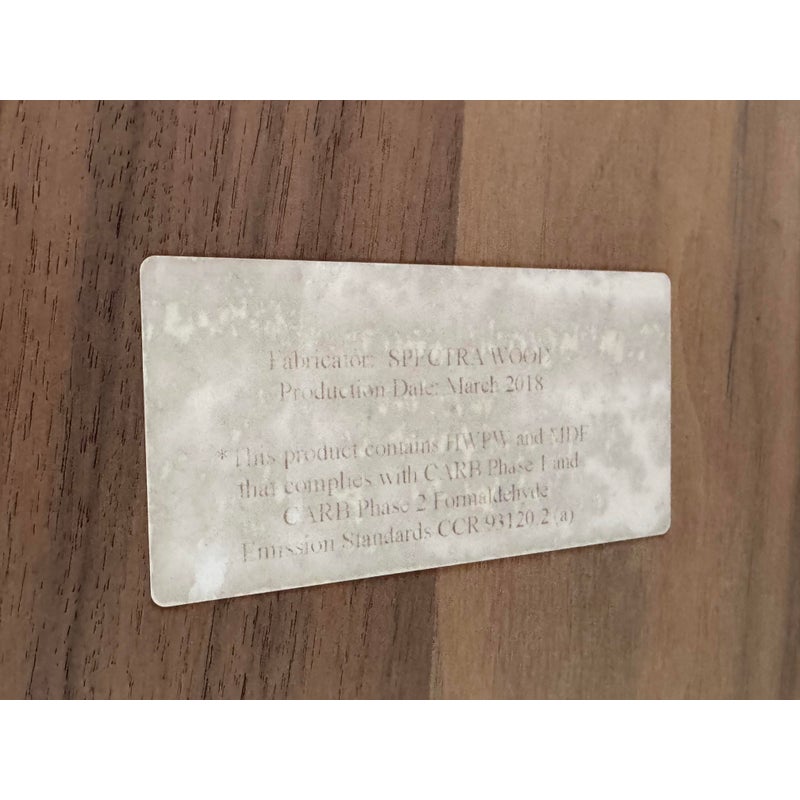 Fabricator: SPECTRA WOOD
Production Date: March 2018
*This product contains HWPW and MDF
that complies with CARB Phase 1 and
CARB Phase 2 Formaldehyde
Emission Standards CCR 93120.2 (a)